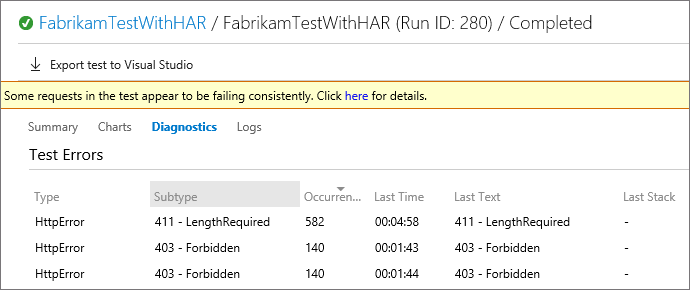 FabrikamTestWithHAR / FabrikamTestWithHAR (Run ID: 280) / Completed
Export test to Visual Studio
Some requests in the test appear to be failing consistently. Click here for details.
Summary Charts Diagnostics Logs
Test Errors
Type Subtype Occurren... Last Time Last Text Last Stack
HttpError 411 - LengthRequired 582 00:04:58 411 - LengthRequired -
HttpError 403 - Forbidden 140 00:01:43 403 - Forbidden -
HttpError 403 - Forbidden 140 00:01:44 403 - Forbidden -